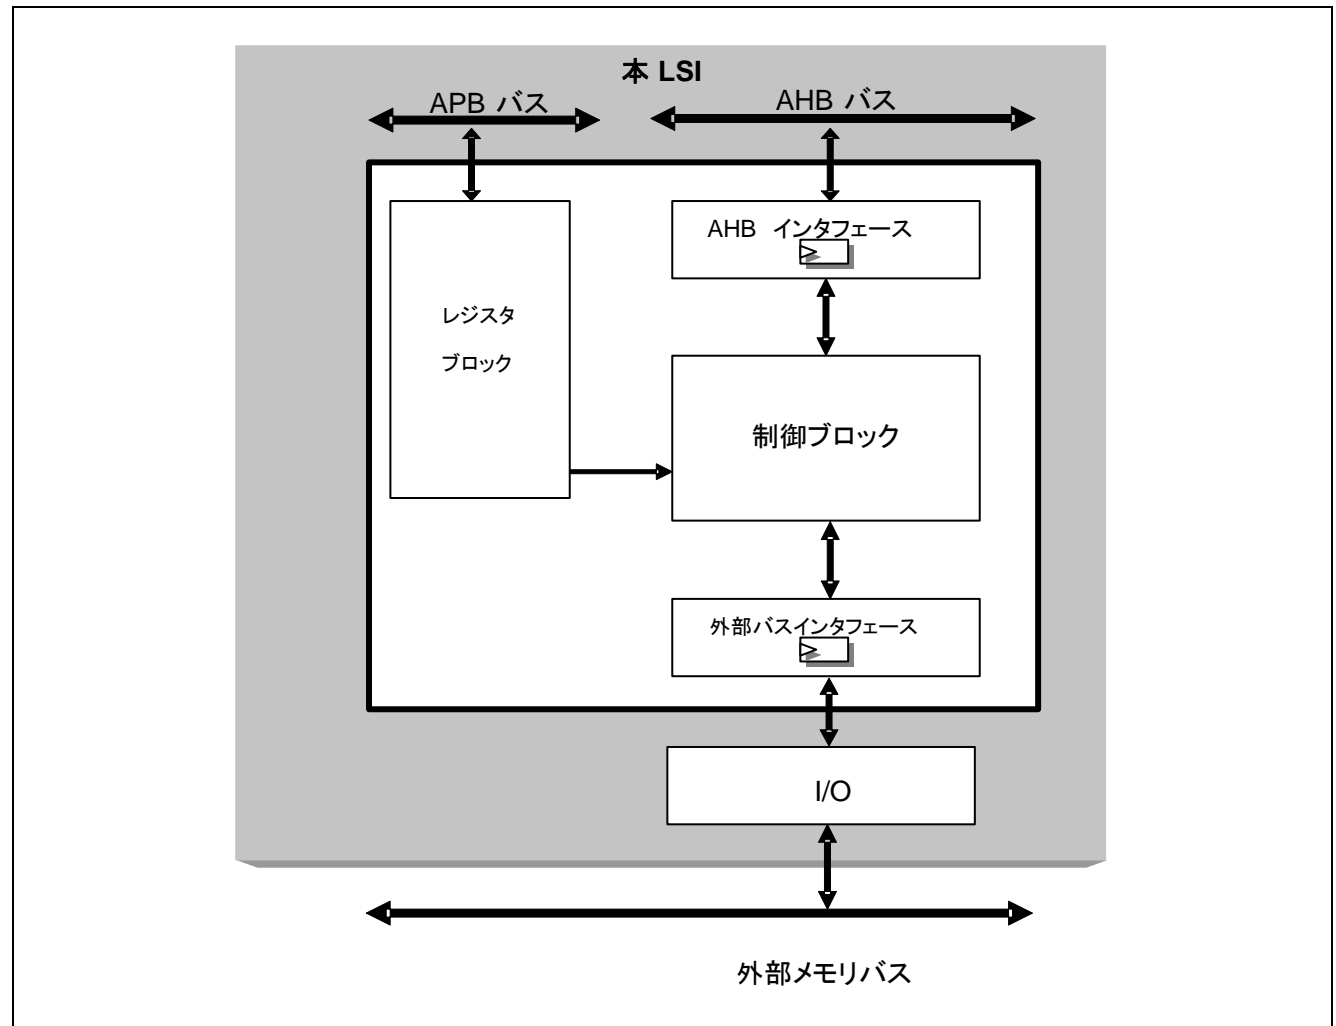 本 LSI
APB バス
AHB バス
AHB インタフェース
レジスタ
ブロック
制御ブロック
外部バスインタフェース
I/O
外部メモリバス